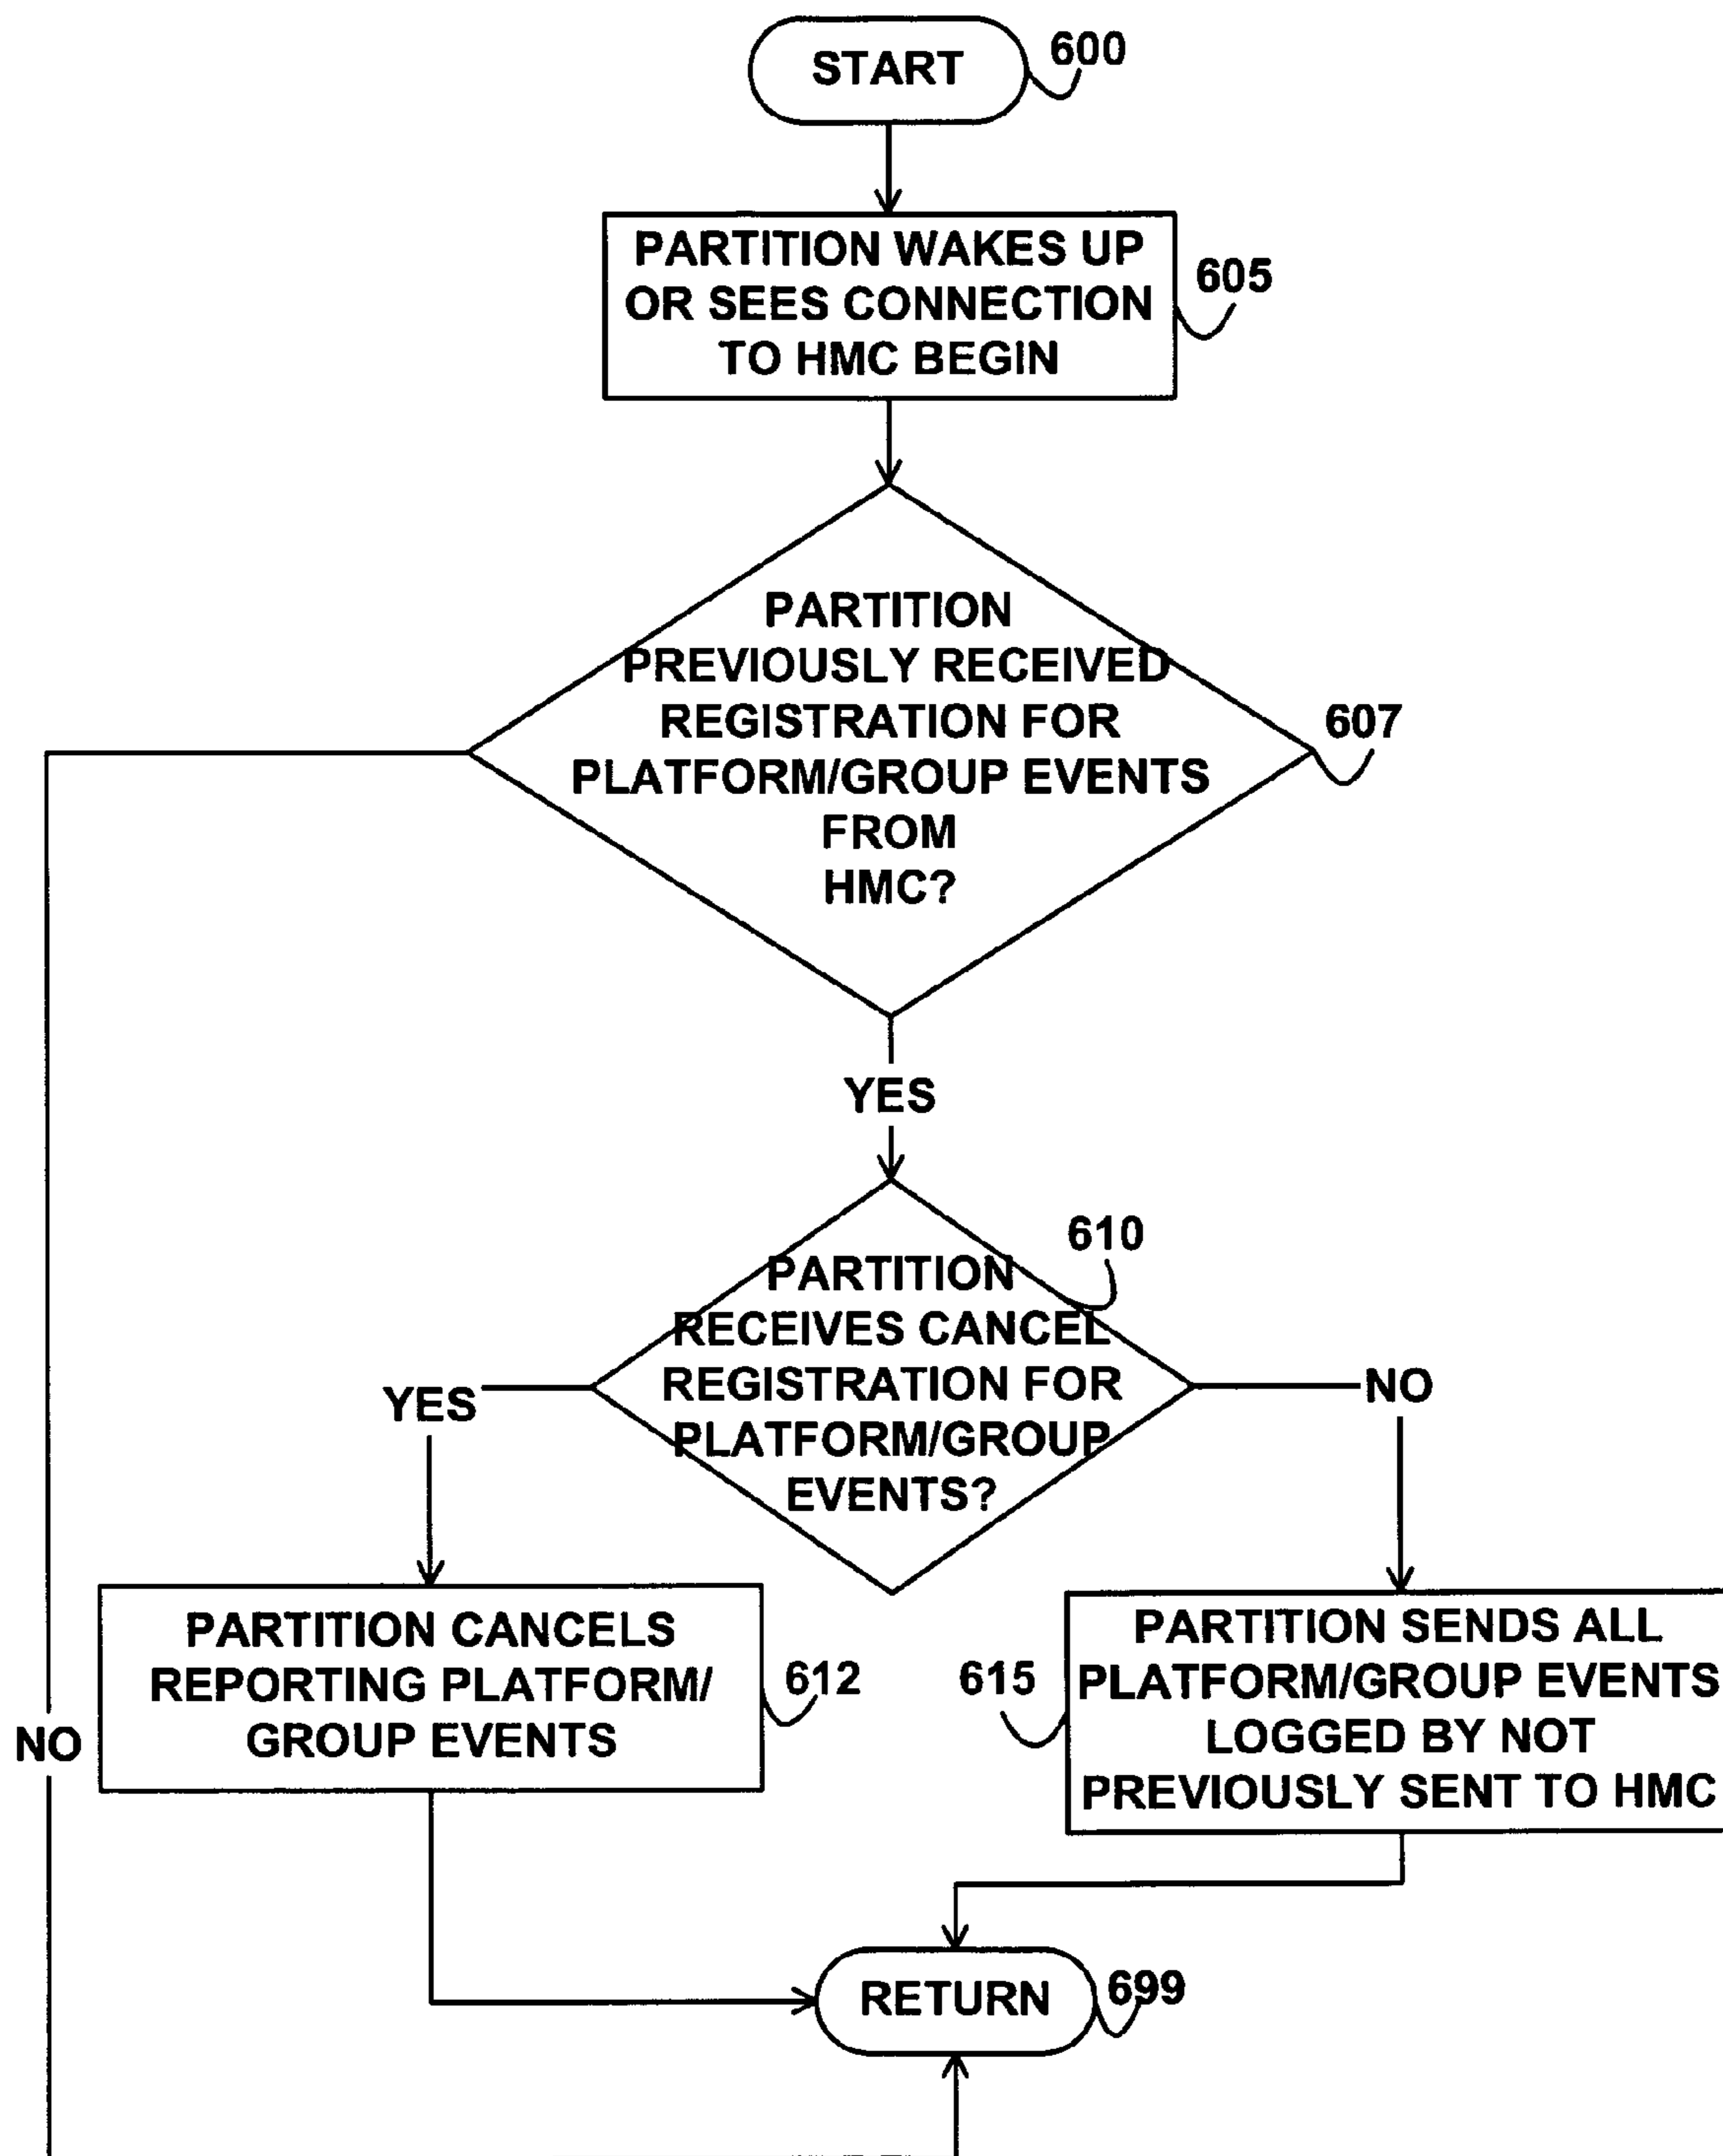 START
600
PARTITION WAKES UP
OR SEES CONNECTION
TO HMC BEGIN
605
PARTITION
PREVIOUSLY RECEIVED
REGISTRATION FOR
PLATFORM/GROUP EVENTS
FROM
HMC?
607
YES
610
PARTITION
RECEIVES CANCEL
REGISTRATION FOR
PLATFORM/GROUP
EVENTS?
YES
NO
PARTITION CANCELS
REPORTING PLATFORM/
GROUP EVENTS
612
615
PARTITION SENDS ALL
PLATFORM/GROUP EVENTS
LOGGED BY NOT
PREVIOUSLY SENT TO HMC
NO
RETURN
699